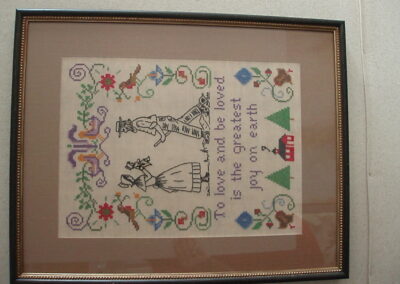 To love and be loved
is the greatest
joy on earth